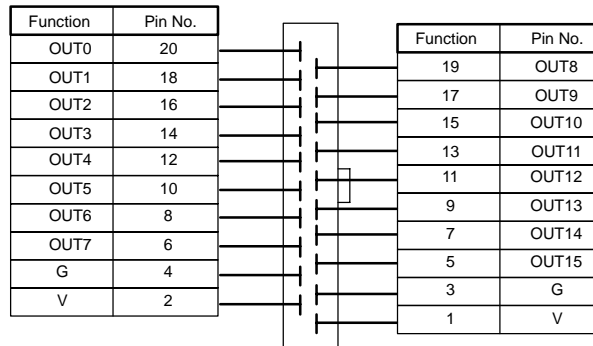 Function Pin No.
OUT0 20
OUT1 18
OUT2 16
OUT3 14
OUT4 12
OUT5 10
OUT6 8
OUT7 6
G 4
V 2
Function Pin No.
19 OUT8
17 OUT9
15 OUT10
13 OUT11
11 OUT12
9 OUT13
7 OUT14
5 OUT15
3 G
1 V